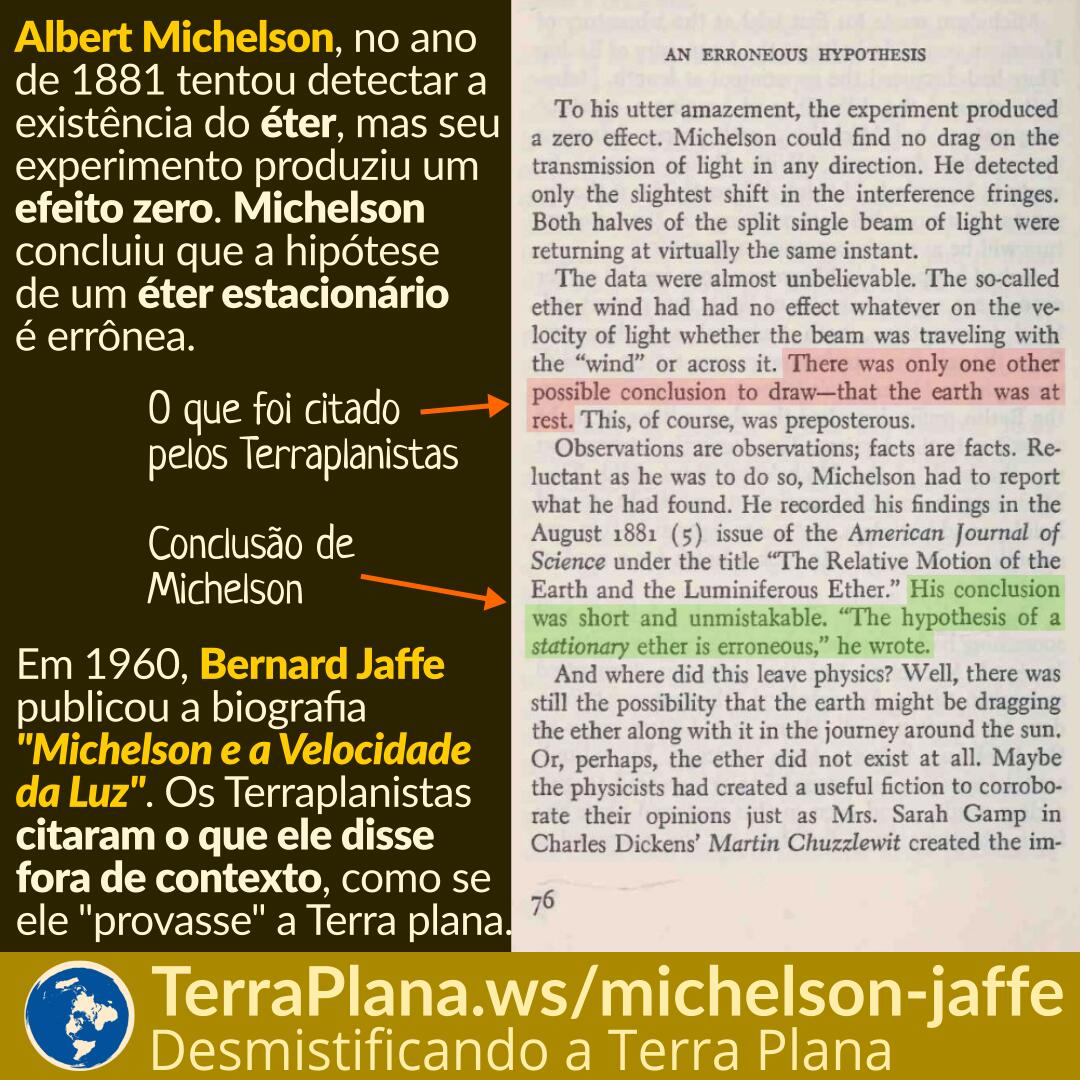 Albert Michelson, no ano
de 1881 tentou detectar a
existência do éter, mas seu
experimento produziu um
efeito zero. Michelson
concluiu que a hipótese
de um éter estacionário
é errônea.
O que foi citado
pelos Terraplanistas
Conclusão de
Michelson
Em 1960, Bernard Jaffe
publicou a biografia
"Michelson e a Velocidade
da Luz". Os Terraplanistas
citaram o que ele disse
fora de contexto, como se
ele "provasse" a Terra plana.
AN ERRONEOUS HYPOTHESIS
To his utter amazement, the experiment produced
a zero effect. Michelson could find no drag on the
transmission of light in any direction. He detected
only the slightest shift in the interference fringes.
Both halves of the split single beam of light were
returning at virtually the same instant.
The data were almost unbelievable. The so-called
ether wind had had no effect whatever on the ve-
locity of light whether the beam was traveling with
the “wind” or across it. There was only one other
possible conclusion to draw—that the earth was at
rest. This, of course, was preposterous.
Observations are observations; facts are facts. Re-
luctant as he was to do so, Michelson had to report
what he had found. He recorded his findings in the
August 1881 (5) issue of the American Journal of
Science under the title “The Relative Motion of the
Earth and the Luminiferous Ether.” His conclusion
was short and unmistakable. “The hypothesis of a
stationary ether is erroneous,” he wrote.
And where did this leave physics? Well, there was
still the possibility that the earth might be dragging
the ether along with it in the journey around the sun.
Or, perhaps, the ether did not exist at all. Maybe
the physicists had created a useful fiction to corrobo-
rate their opinions just as Mrs. Sarah Gamp in
Charles Dickens’ Martin Chuzzlewit created the im-
76
TerraPlana.ws/michelson-jaffe
Desmistificando a Terra Plana